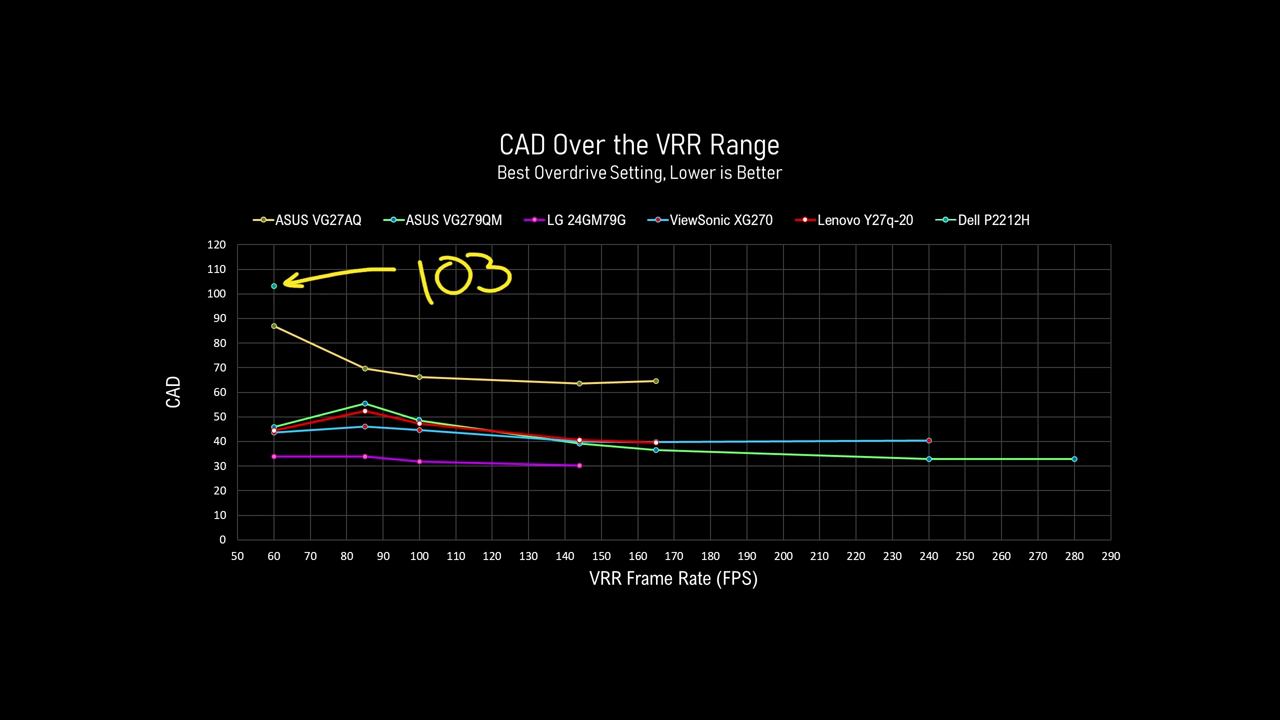 CAD Over the VRR Range
Best Overdrive Setting, Lower is Better
ASUS VG27AQ ASUS VG279QM LG 24GM79G ViewSonic XG270 Lenovo Y27q-20 Dell P2212H
120
110
103
100
90
80
70
60
50
40
30
20
10
0
CAD
50 60 70 80 90 100 110 120 130 140 150 160 170 180 190 200 210 220 230 240 250 260 270 280 290
VRR Frame Rate (FPS)